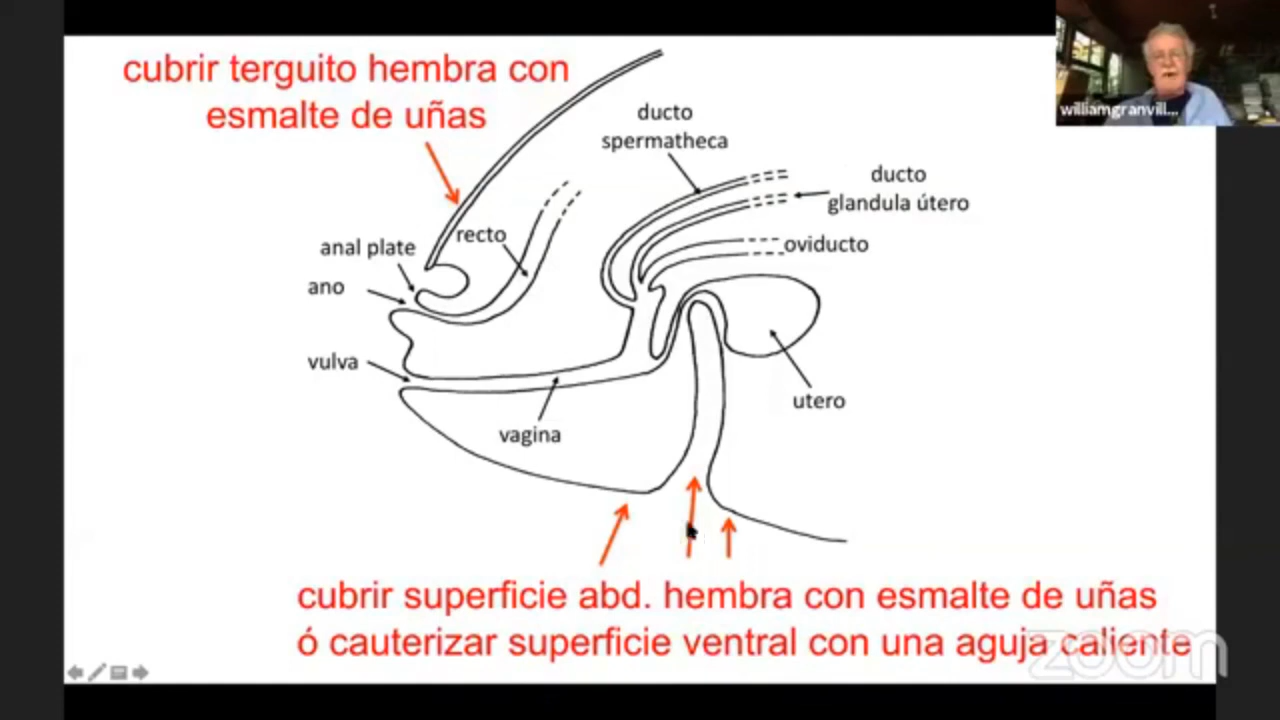 cubrir terguito hembra con
esmalte de uñas
williamgranvill...
ducto
spermatheca
ducto
glandula útero
anal plate
recto
oviducto
ano
vulva
utero
vagina
cubrir superficie abd. hembra con esmalte de uñas
ó cauterizar superficie ventral con una aguja caliente
zoom